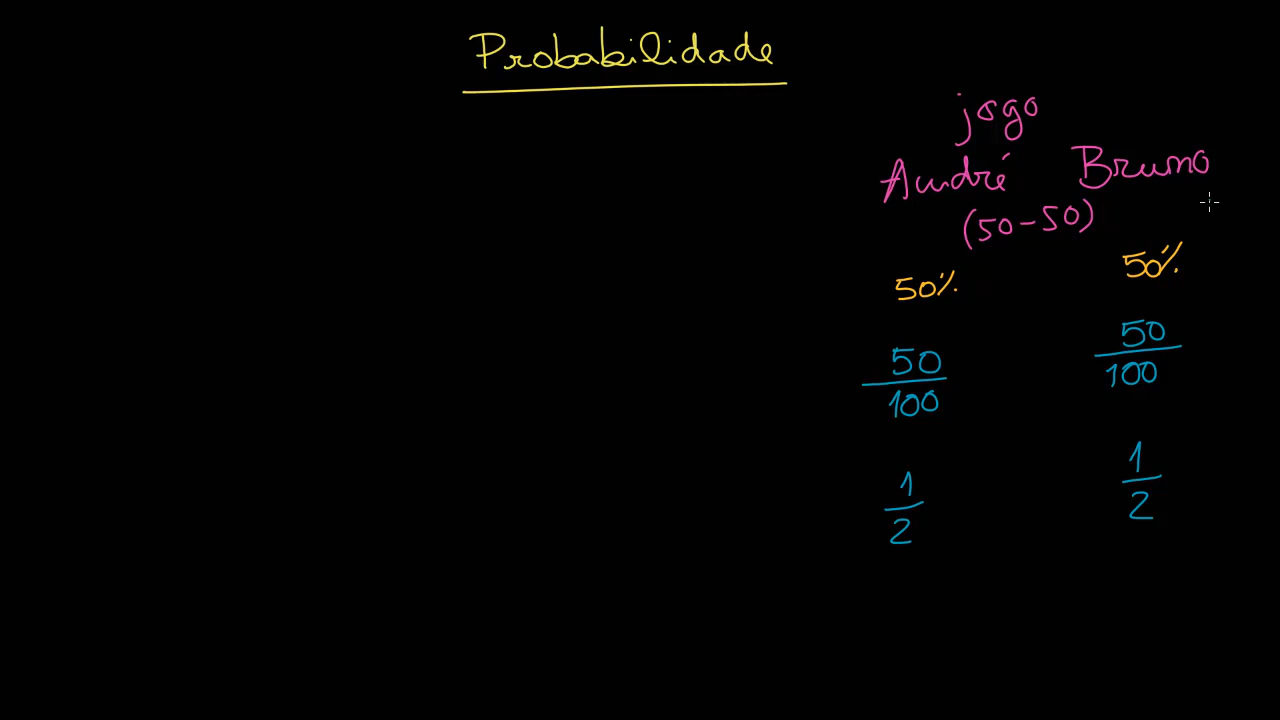 Probabilidade
jogo
André Bruno
(50-50)
50% 50%
50/100 50/100
1/2 1/2